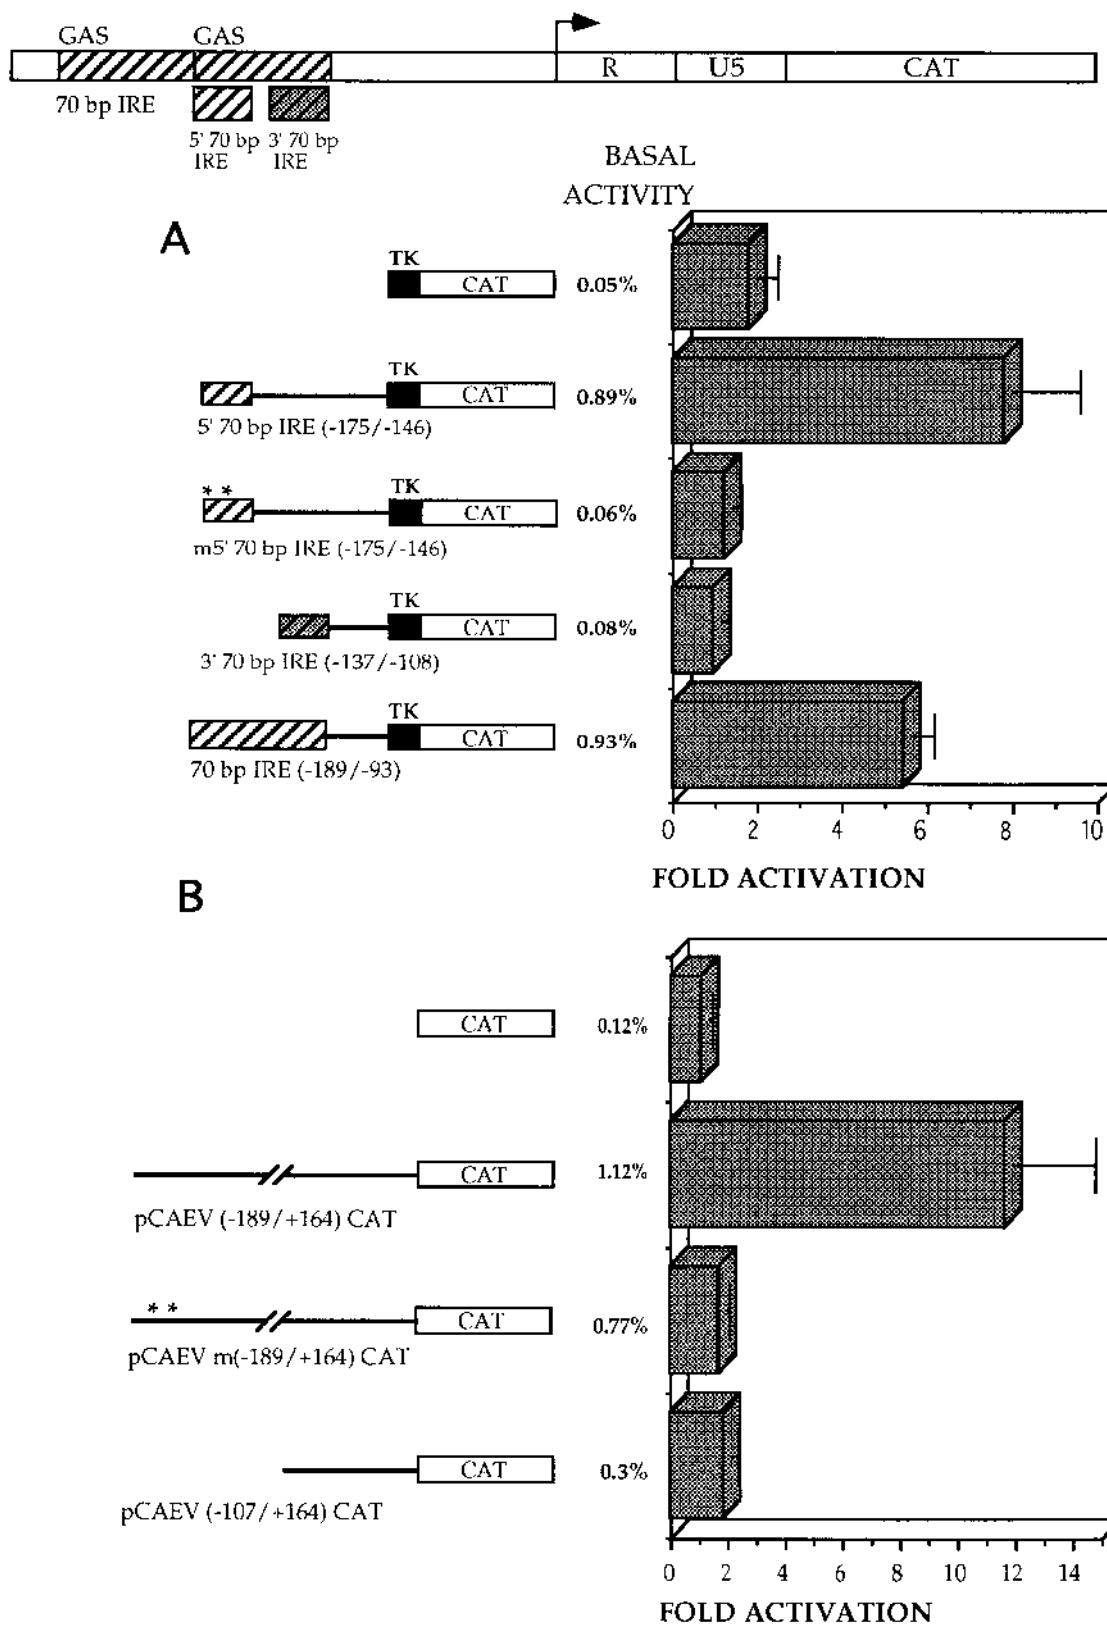 GAS GAS
R U5 CAT
70 bp IRE
5' 70 bp IRE
3' 70 bp IRE
BASAL
ACTIVITY
A
TK
CAT 0.05%
TK
CAT 0.89%
5' 70 bp IRE (-175/-146)
* * TK
CAT 0.06%
m5' 70 bp IRE (-175/-146)
TK
CAT 0.08%
3' 70 bp IRE (-137/-108)
TK
CAT 0.93%
70 bp IRE (-189/-93)
0 2 4 6 8 10
FOLD ACTIVATION
B
CAT 0.12%
CAT 1.12%
pCAEV (-189/+164) CAT
* *
CAT 0.77%
pCAEV m(-189/+164) CAT
CAT 0.3%
pCAEV (-107/+164) CAT
0 2 4 6 8 10 12 14
FOLD ACTIVATION